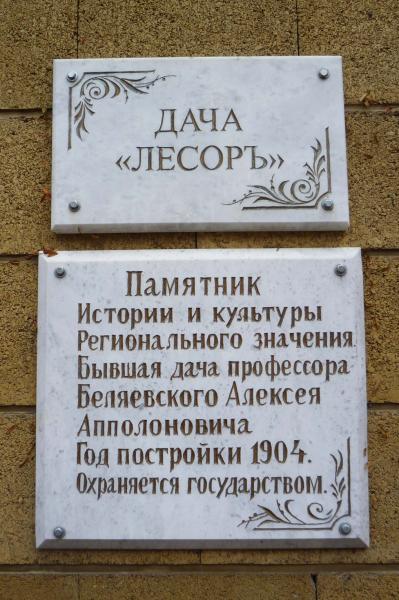 ДАЧА
«ЛЕСОРЪ»
Памятник
Истории и культуры
Регионального значения.
Бывшая дача профессора
Беляевского Алексея
Апполоновича
Год постройки 1904.
Охраняется государством.